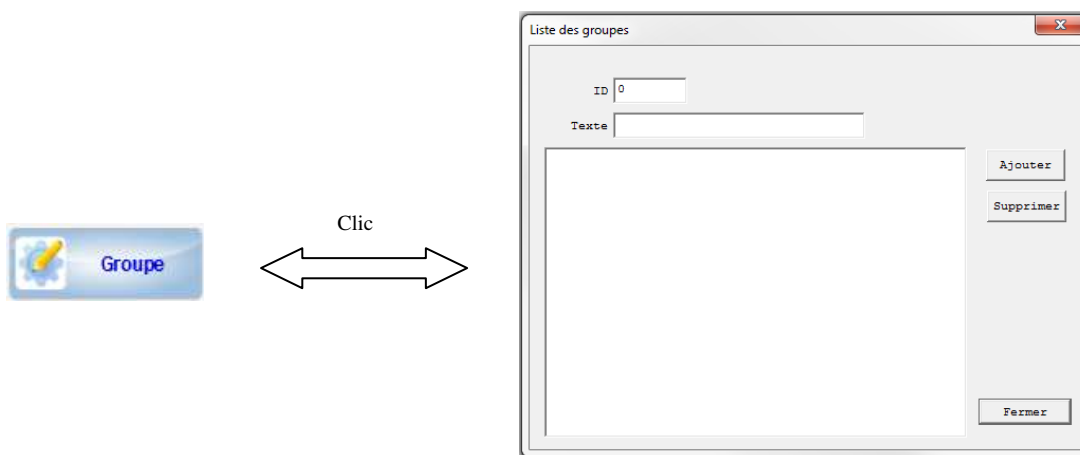 Liste des groupes
ID 0
Texte
Ajouter
Supprimer
Clic
Groupe
Fermer